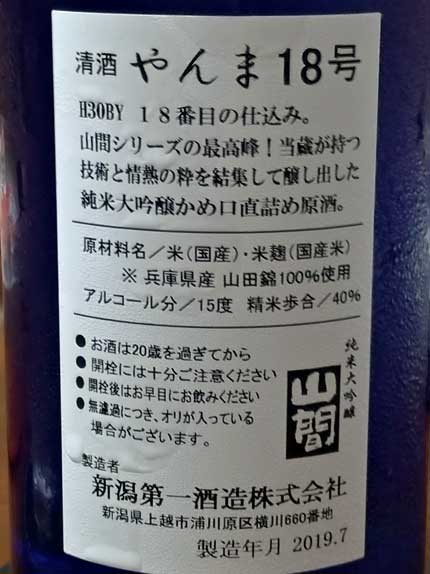 清酒 やんま18号
H30BY 18番目の仕込み。
山間シリーズの最高峰！当蔵が持つ
技術と情熱の粋を結集して醸し出した
純米大吟醸かめ口直詰め原酒。
原材料名／米(国産)・米麹(国産米)
※ 兵庫県産 山田錦100%使用
アルコール分／15度 精米歩合／40%
●お酒は20歳を過ぎてから
●開栓には十分ご注意ください
●開栓後はお早目にお飲みください
●無濾過につき、オリが入っている
場合がございます。
純米大吟醸
山間
製造者
新潟第一酒造株式会社
新潟県上越市浦川原区横川660番地
製造年月 2019.7